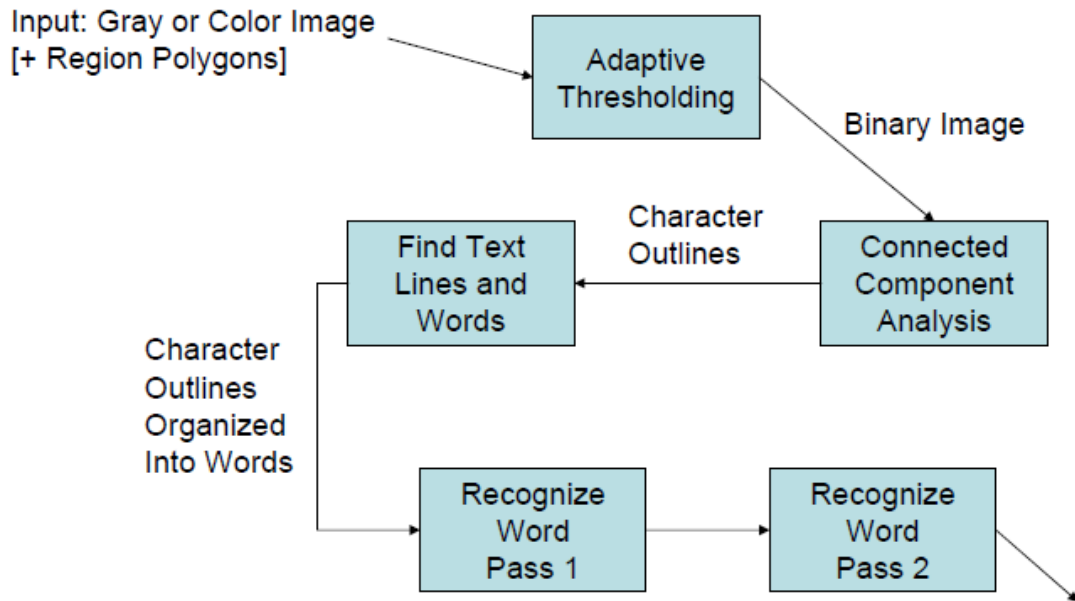 Input: Gray or Color Image
[+ Region Polygons]
Adaptive
Thresholding
Binary Image
Connected
Component
Analysis
Character
Outlines
Find Text
Lines and
Words
Character
Outlines
Organized
Into Words
Recognize
Word
Pass 1
Recognize
Word
Pass 2